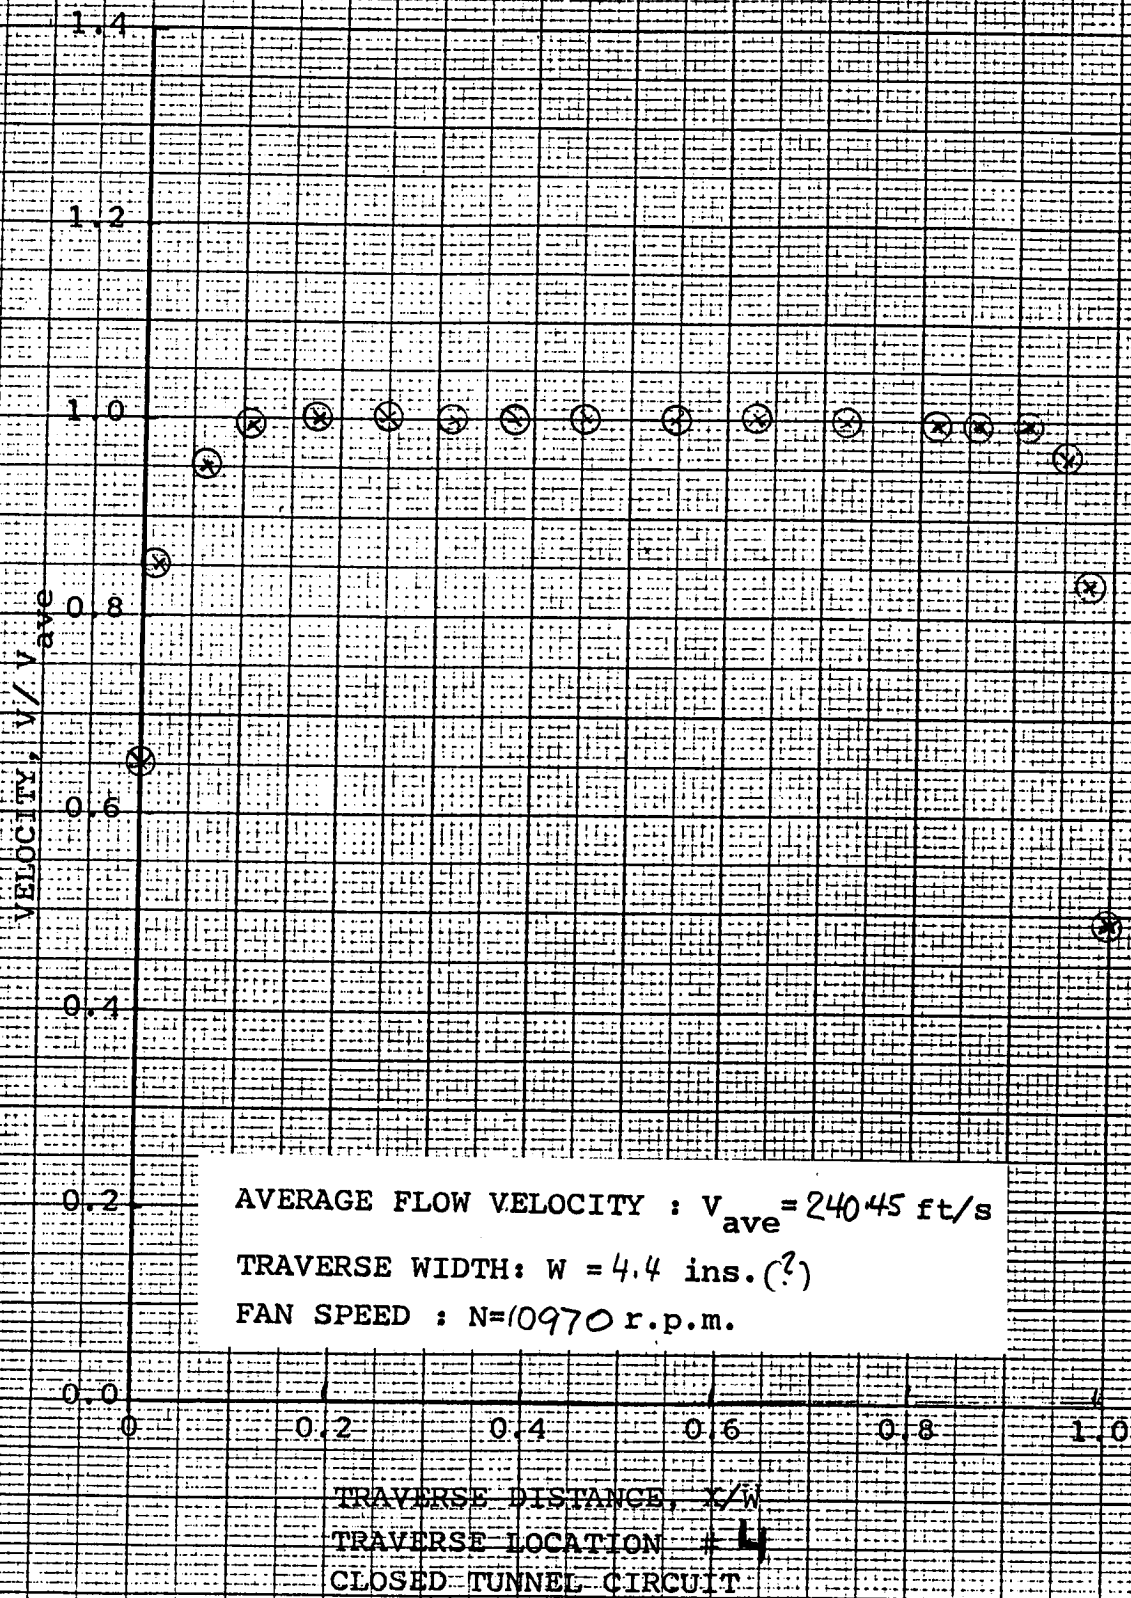 1.4
1.2
1.0
0.8
0.6
0.4
0.2
0.0
VELOCITY, V/V ave
AVERAGE FLOW VELOCITY : Vave = 240.45 ft/s
TRAVERSE WIDTH: W = 4.4 ins. (?)
FAN SPEED : N=10970 r.p.m.
0 0.2 0.4 0.6 0.8 1.0
TRAVERSE DISTANCE, X/W
TRAVERSE LOCATION # 4
CLOSED TUNNEL CIRCUIT